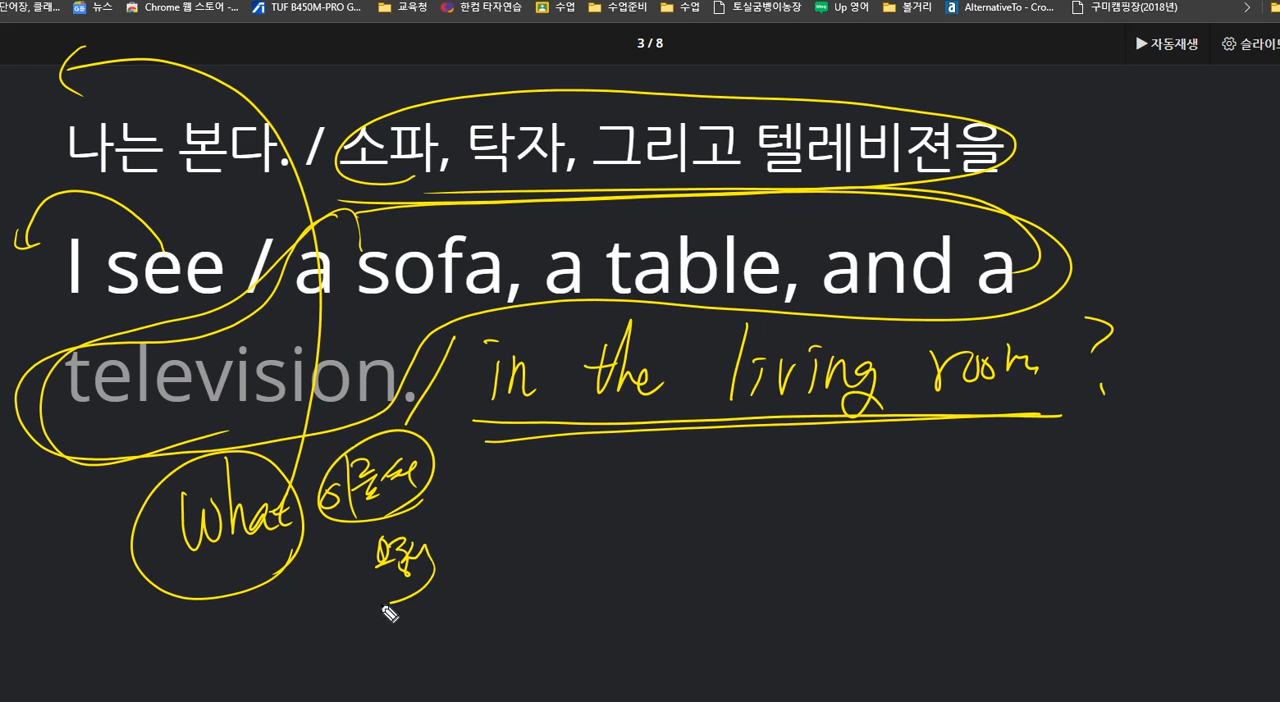 단어장, 클래... 뉴스 Chrome 웹 스토어 -... TUF B450M-PRO G... 교육청 한컴 타자연습 수업 수업준비 수업 토실궁뱅이농장 Up 영어 볼거리 AlternativeTo - Cro... 구미캠핑장(2018년)
3 / 8 자동재생 슬라이드
나는 본다. / 소파, 탁자, 그리고 텔레비젼을
I see / a sofa, a table, and a
television. / in the living room ?
What